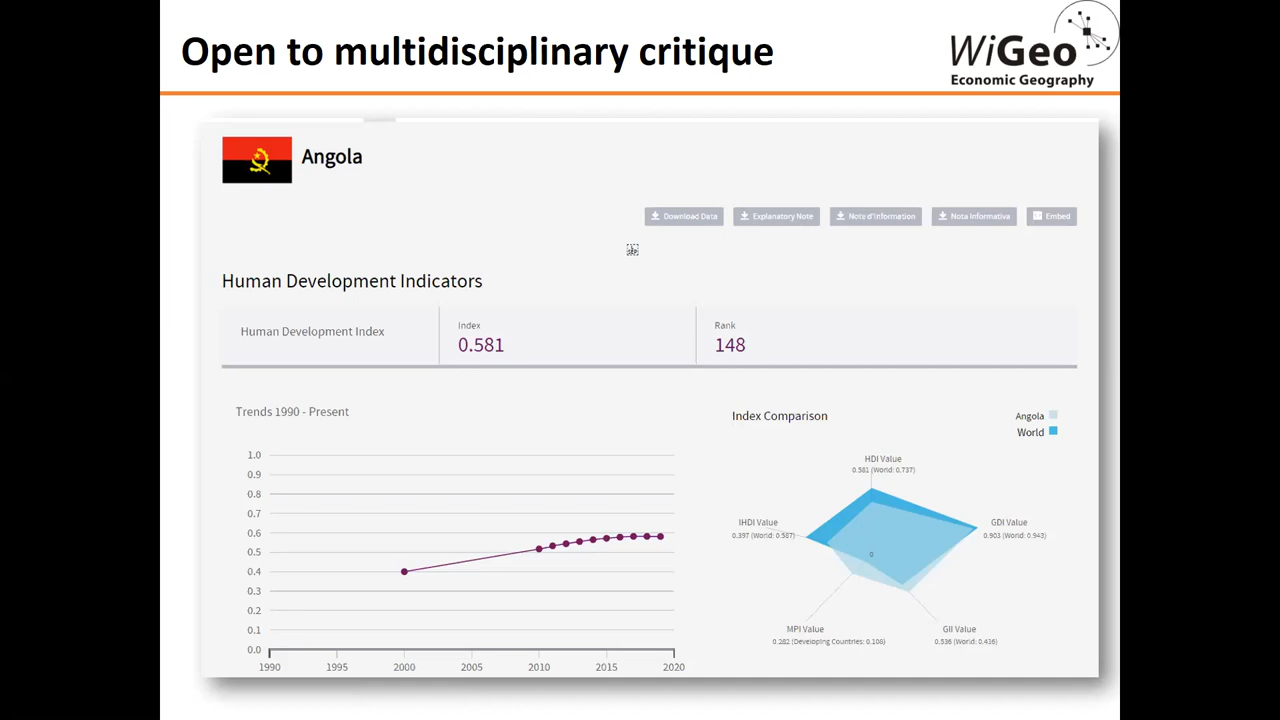 Open to multidisciplinary critique
WiGeo
Economic Geography
Angola
Download Data
Explanatory Note
Note d'Information
Nota Informativa
Embed
Human Development Indicators
Human Development Index
Index
0.581
Rank
148
Trends 1990 - Present
1.0
0.9
0.8
0.7
0.6
0.5
0.4
0.3
0.2
0.1
0.0
1990 1995 2000 2005 2010 2015 2020
Index Comparison
Angola
World
HDI Value
0.581 (World: 0.737)
IHDI Value
0.397 (World: 0.587)
GDI Value
0.903 (World: 0.943)
0
MPI Value
0.282 (Developing Countries: 0.108)
GII Value
0.536 (World: 0.436)